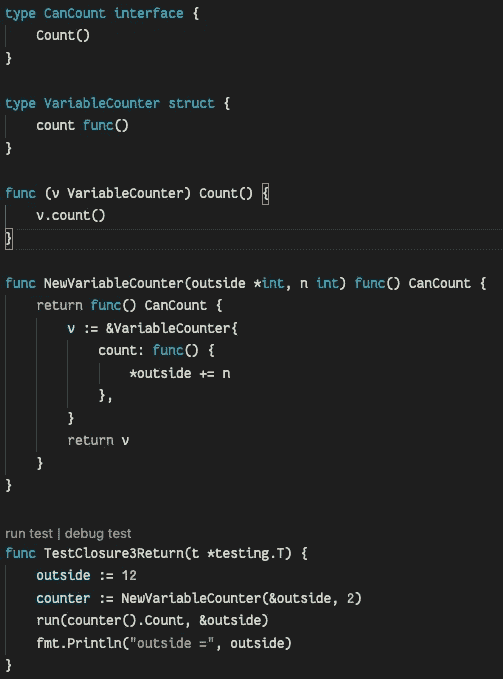 type CanCount interface {
    Count()
}

type VariableCounter struct {
    count func()
}

func (v VariableCounter) Count() {
    v.count()
}

func NewVariableCounter(outside *int, n int) func() CanCount {
    return func() CanCount {
        v := &VariableCounter{
            count: func() {
                *outside += n
            },
        }
        return v
    }
}

run test | debug test
func TestClosure3Return(t *testing.T) {
    outside := 12
    counter := NewVariableCounter(&outside, 2)
    run(counter().Count, &outside)
    fmt.Println("outside =", outside)
}